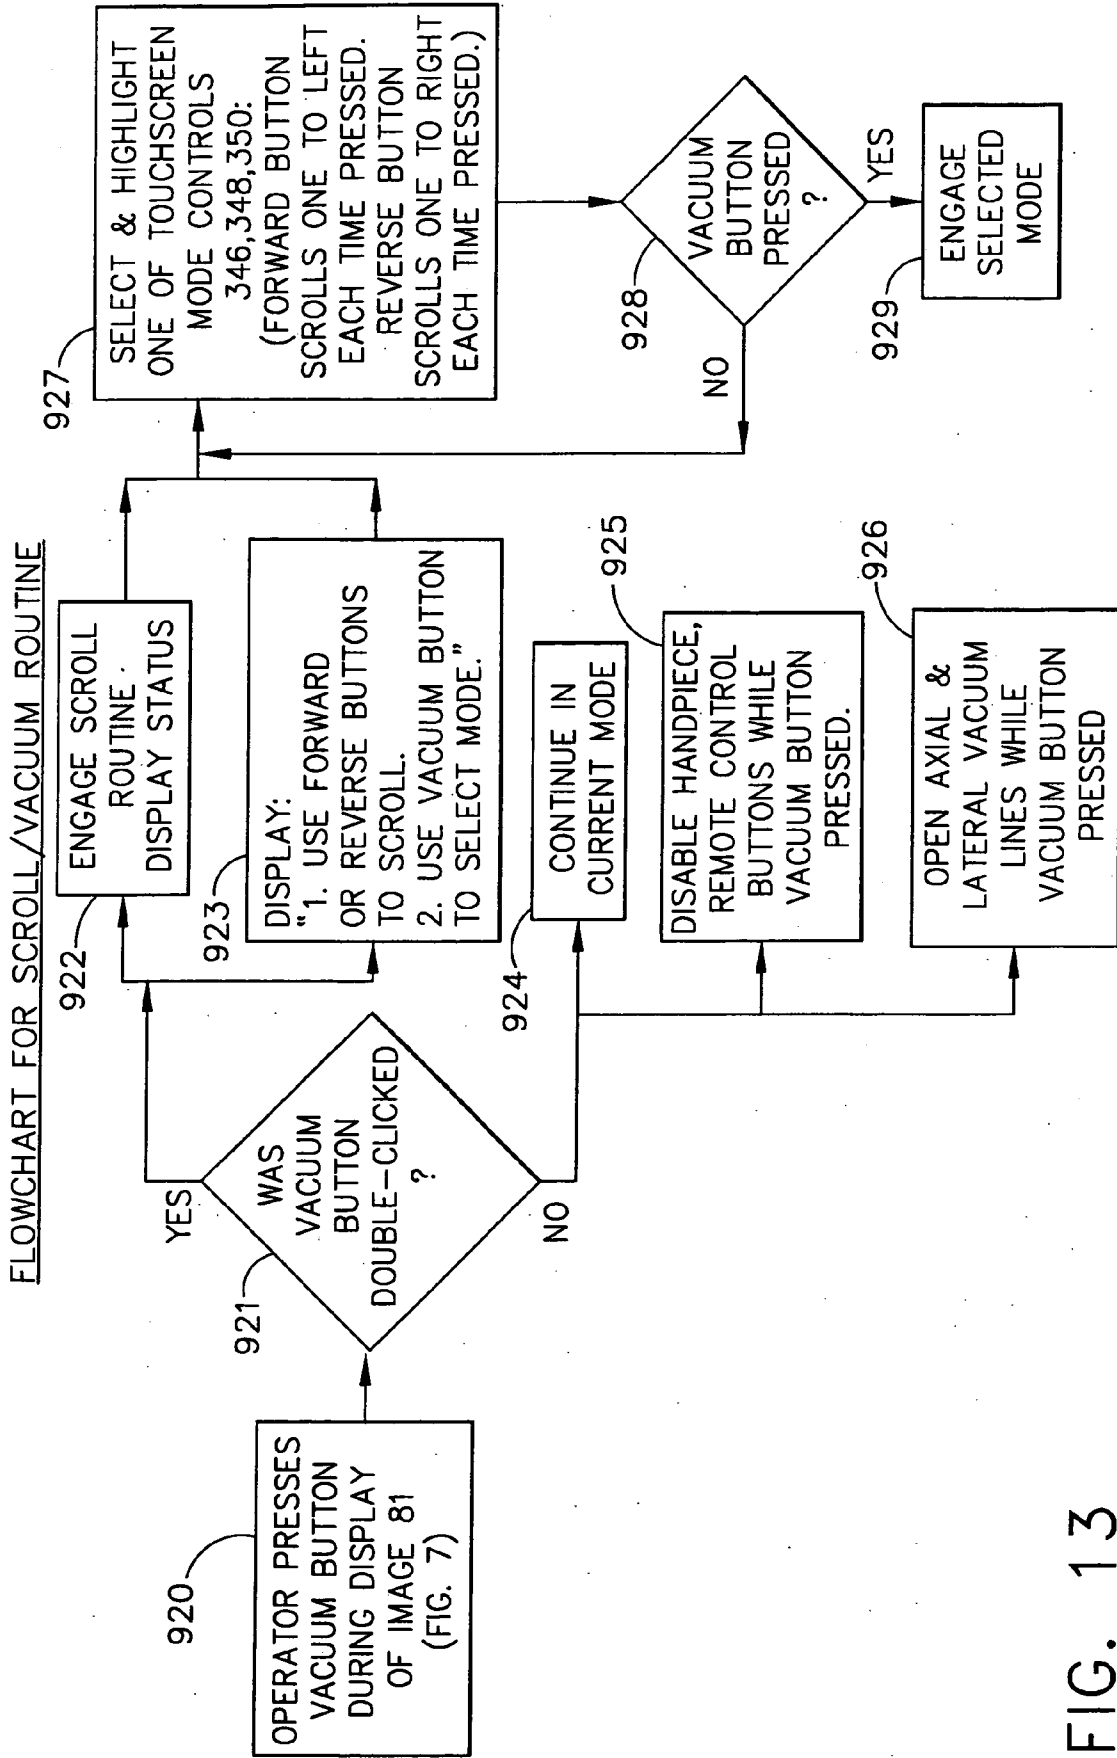 FLOWCHART FOR SCROLL/VACUUM ROUTINE
920
OPERATOR PRESSES
VACUUM BUTTON
DURING DISPLAY
OF IMAGE 81
(FIG. 7)
921
WAS
VACUUM
BUTTON
DOUBLE-CLICKED
?
YES
NO
922
ENGAGE SCROLL
ROUTINE.
DISPLAY STATUS
923
DISPLAY:
"1. USE FORWARD
OR REVERSE BUTTONS
TO SCROLL.
2. USE VACUUM BUTTON
TO SELECT MODE."
924
CONTINUE IN
CURRENT MODE
925
DISABLE HANDPIECE,
REMOTE CONTROL
BUTTONS WHILE
VACUUM BUTTON
PRESSED.
926
OPEN AXIAL &
LATERAL VACUUM
LINES WHILE
VACUUM BUTTON
PRESSED
927
SELECT & HIGHLIGHT
ONE OF TOUCHSCREEN
MODE CONTROLS
346,348,350:
(FORWARD BUTTON
SCROLLS ONE TO LEFT
EACH TIME PRESSED.
REVERSE BUTTON
SCROLLS ONE TO RIGHT
EACH TIME PRESSED.)
928
VACUUM
BUTTON
PRESSED
?
NO
YES
929
ENGAGE
SELECTED
MODE
FIG. 13